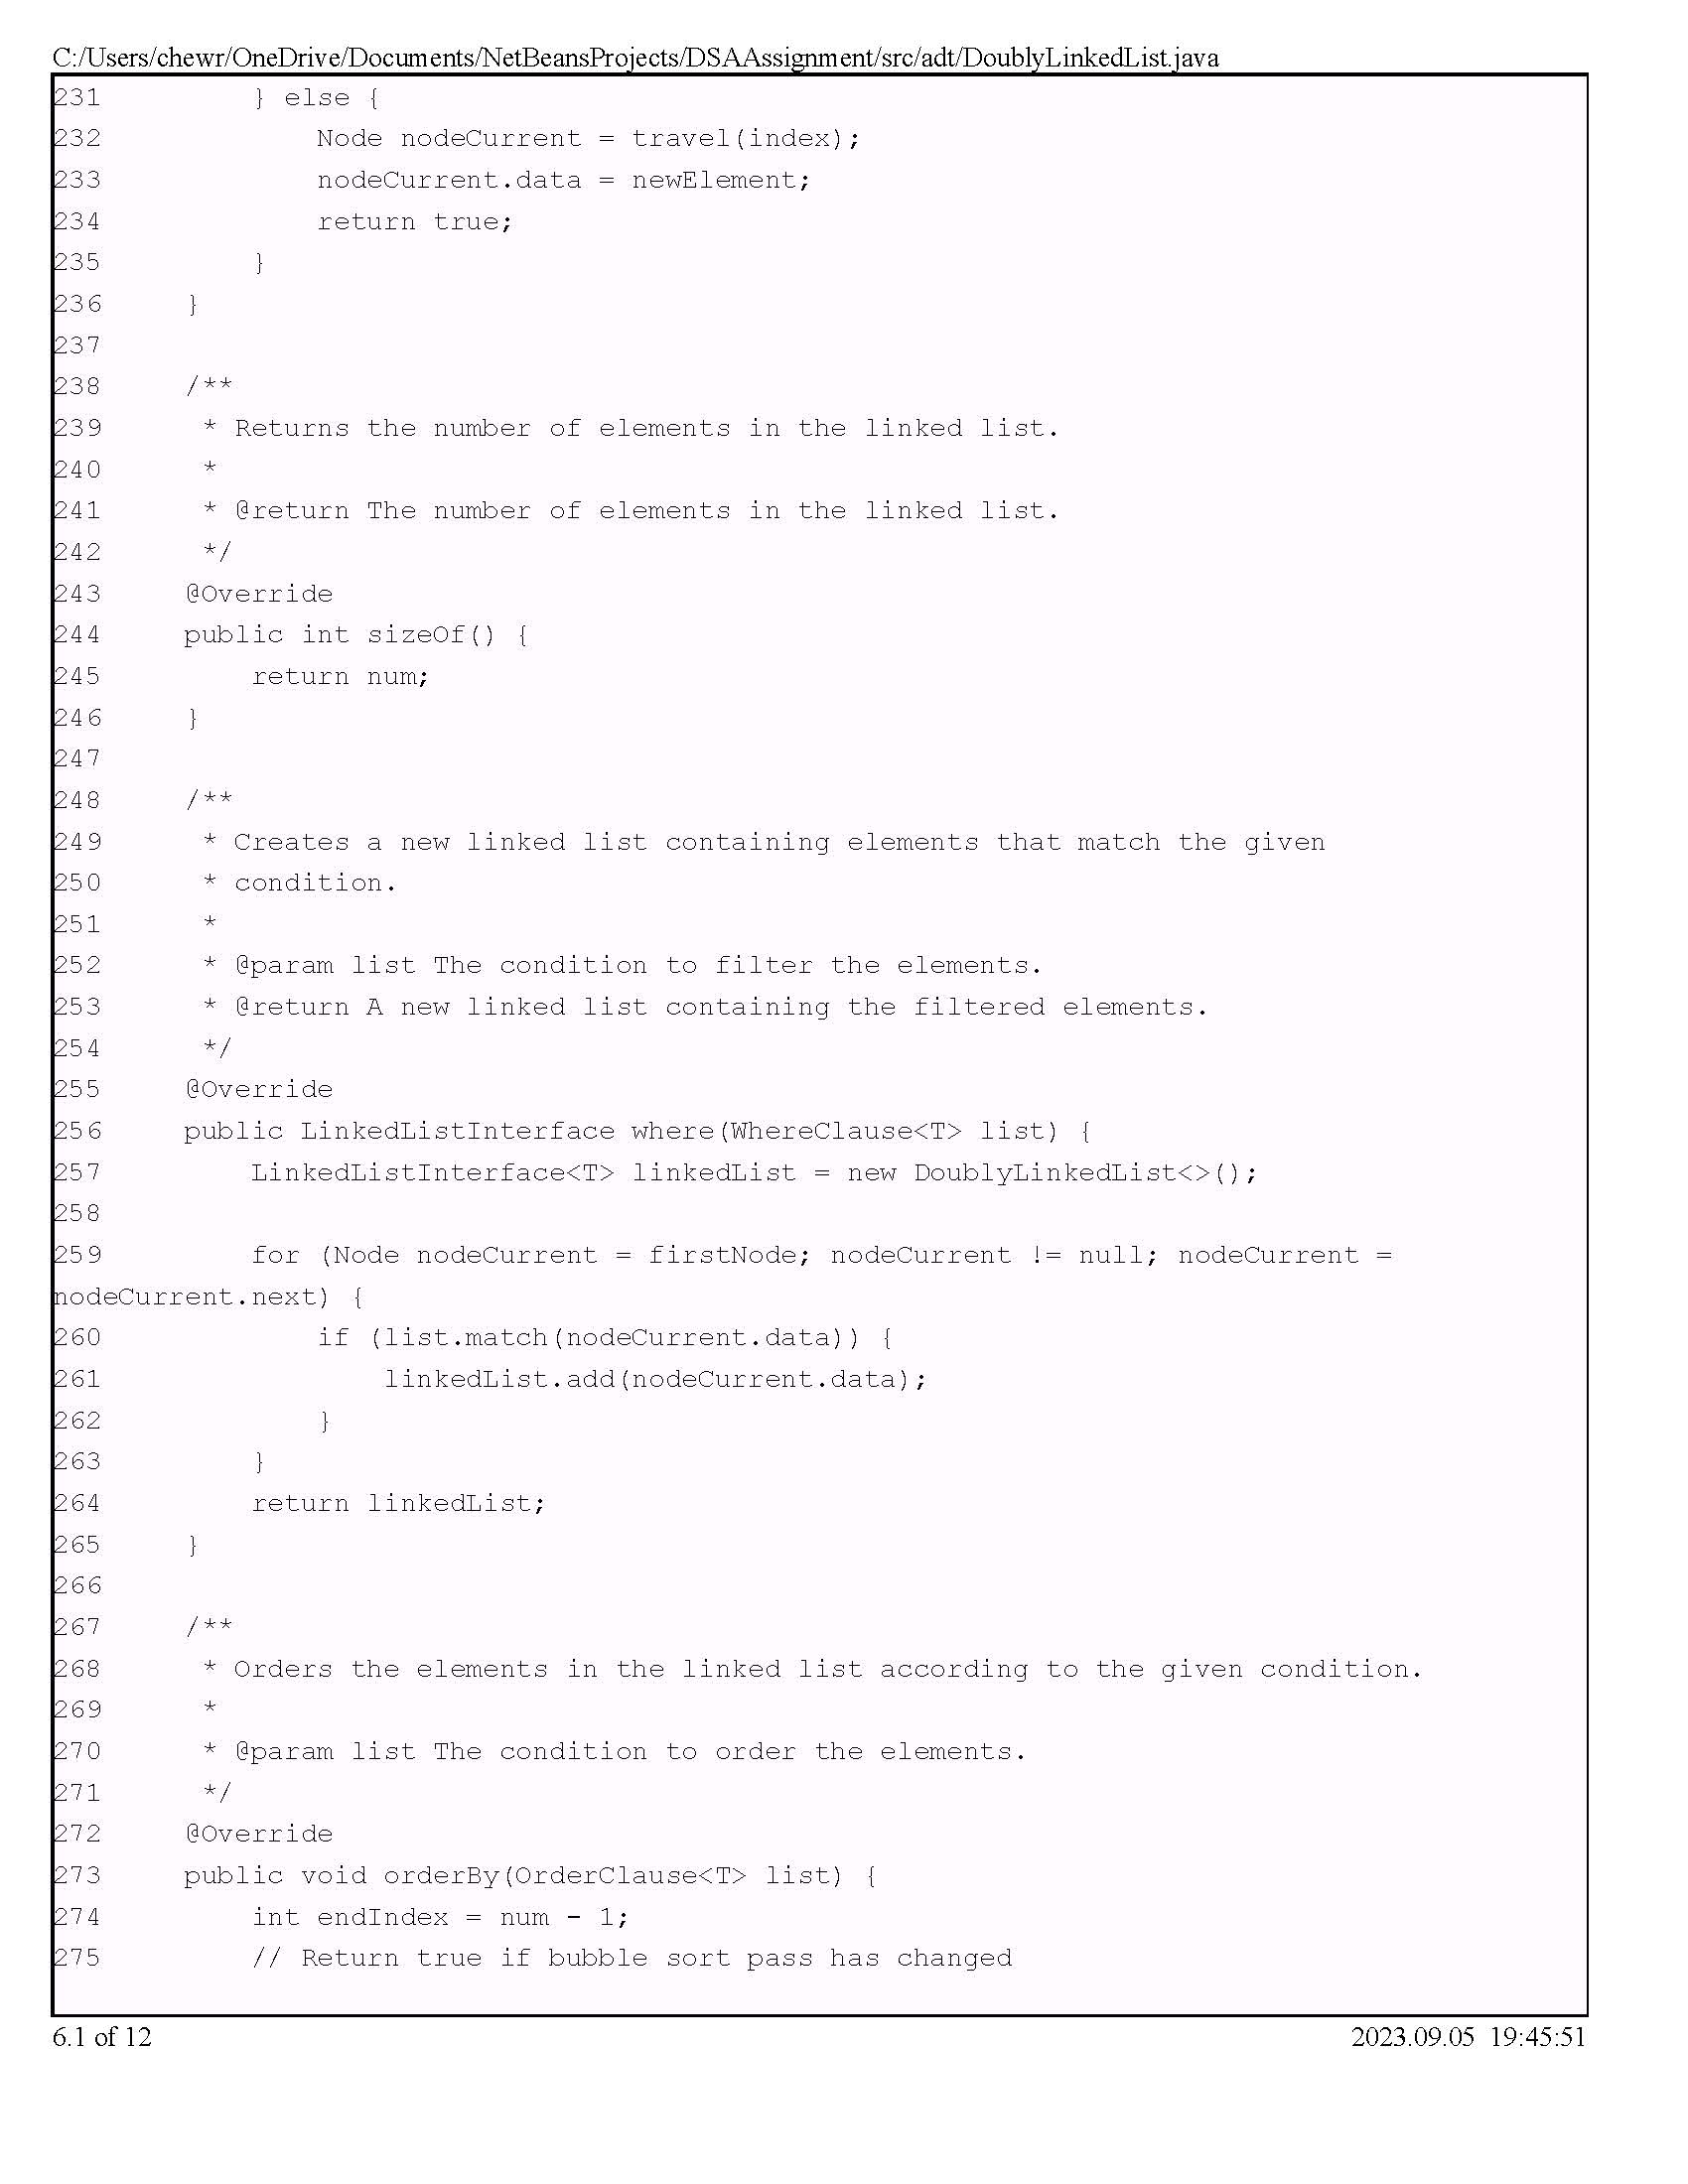 C:/Users/chewr/OneDrive/Documents/NetBeansProjects/DSAAssignment/src/adt/DoublyLinkedList.java
231         } else {
232             Node nodeCurrent = travel(index);
233             nodeCurrent.data = newElement;
234             return true;
235         }
236     }
237
238     /**
239      * Returns the number of elements in the linked list.
240      *
241      * @return The number of elements in the linked list.
242      */
243     @Override
244     public int sizeOf() {
245         return num;
246     }
247
248     /**
249      * Creates a new linked list containing elements that match the given
250      * condition.
251      *
252      * @param list The condition to filter the elements.
253      * @return A new linked list containing the filtered elements.
254      */
255     @Override
256     public LinkedListInterface where(WhereClause<T> list) {
257         LinkedListInterface<T> linkedList = new DoublyLinkedList<>();
258
259         for (Node nodeCurrent = firstNode; nodeCurrent != null; nodeCurrent =
nodeCurrent.next) {
260             if (list.match(nodeCurrent.data)) {
261                 linkedList.add(nodeCurrent.data);
262             }
263         }
264         return linkedList;
265     }
266
267     /**
268      * Orders the elements in the linked list according to the given condition.
269      *
270      * @param list The condition to order the elements.
271      */
272     @Override
273     public void orderBy(OrderClause<T> list) {
274         int endIndex = num - 1;
275         // Return true if bubble sort pass has changed
6.1 of 12
2023.09.05  19:45:51